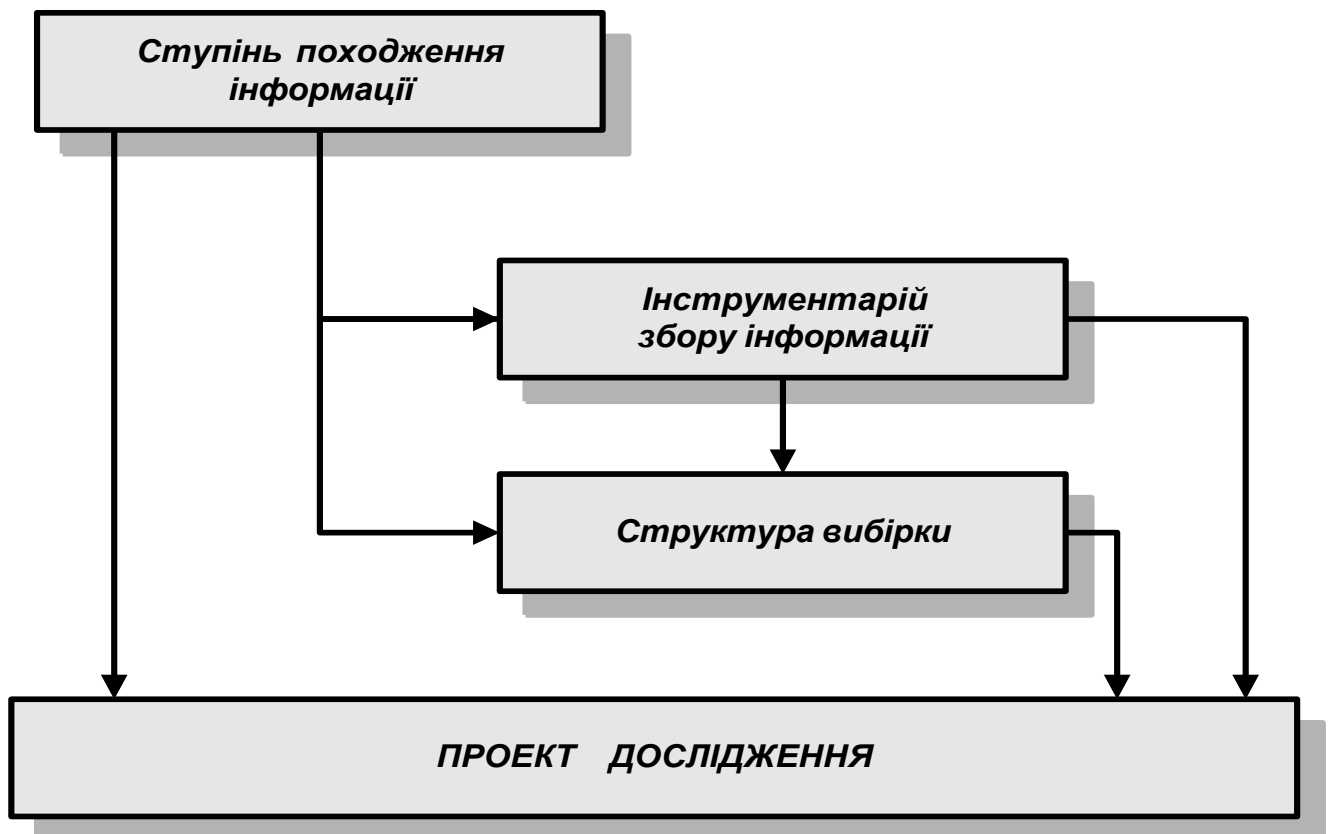 Ступінь походження
інформації
Інструментарій
збору інформації
Структура вибірки
ПРОЕКТ ДОСЛІДЖЕННЯ